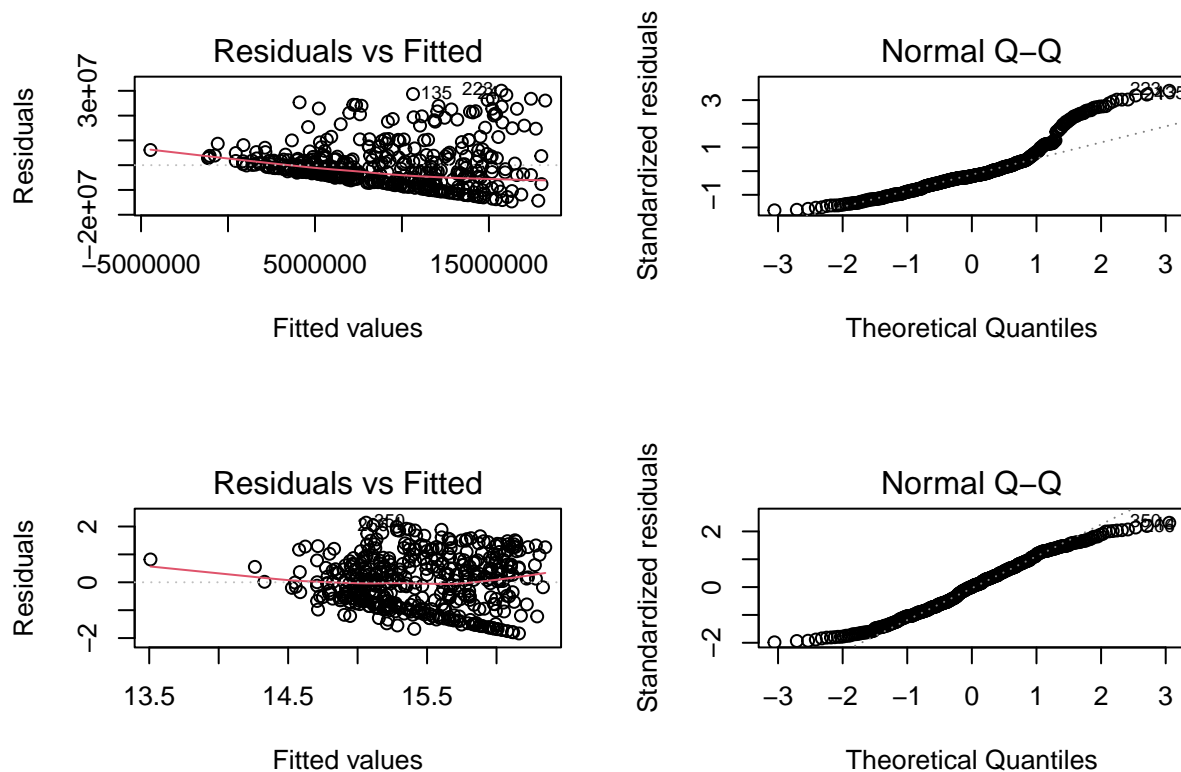 Residuals vs Fitted
Residuals
−2e+07
3e+07
135
223
−5000000
5000000
15000000
Fitted values
Normal Q−Q
Standardized residuals
−1
1
3
−3
−2
−1
0
1
2
3
Theoretical Quantiles
Residuals vs Fitted
Residuals
−2
0
2
350
13.5
14.5
15.5
Fitted values
Normal Q−Q
Standardized residuals
−2
0
2
350
−3
−2
−1
0
1
2
3
Theoretical Quantiles